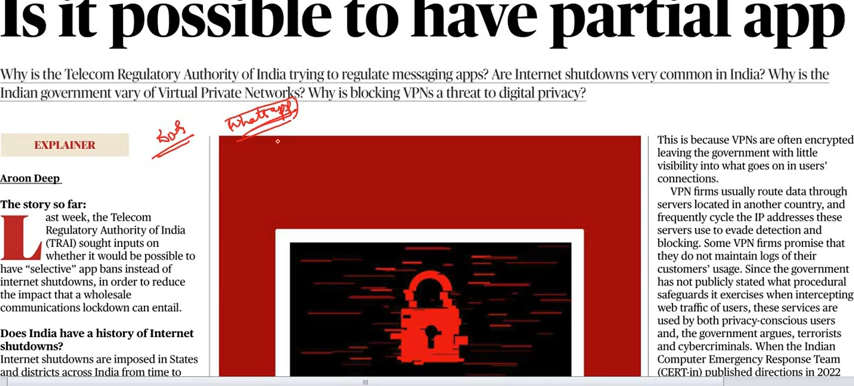 Is it possible to have partial app
Why is the Telecom Regulatory Authority of India trying to regulate messaging apps? Are Internet shutdowns very common in India? Why is the
Indian government vary of Virtual Private Networks? Why is blocking VPNs a threat to digital privacy?
Whatsapp
EXPLAINER
Aroon Deep
The story so far:
Last week, the Telecom
Regulatory Authority of India
(TRAI) sought inputs on
whether it would be possible to
have “selective” app bans instead of
internet shutdowns, in order to reduce
the impact that a wholesale
communications lockdown can entail.
Does India have a history of Internet
shutdowns?
Internet shutdowns are imposed in States
and districts across India from time to
This is because VPNs are often encrypted
leaving the government with little
visibility into what goes on in users’
connections.
VPN firms usually route data through
servers located in another country, and
frequently cycle the IP addresses these
servers use to evade detection and
blocking. Some VPN firms promise that
they do not maintain logs of their
customers’ usage. Since the government
has not publicly stated what procedural
safeguards it exercises when intercepting
web traffic of users, these services are
used by both privacy-conscious users
and, the government argues, terrorists
and cybercriminals. When the Indian
Computer Emergency Response Team
(CERT-in) published directions in 2022